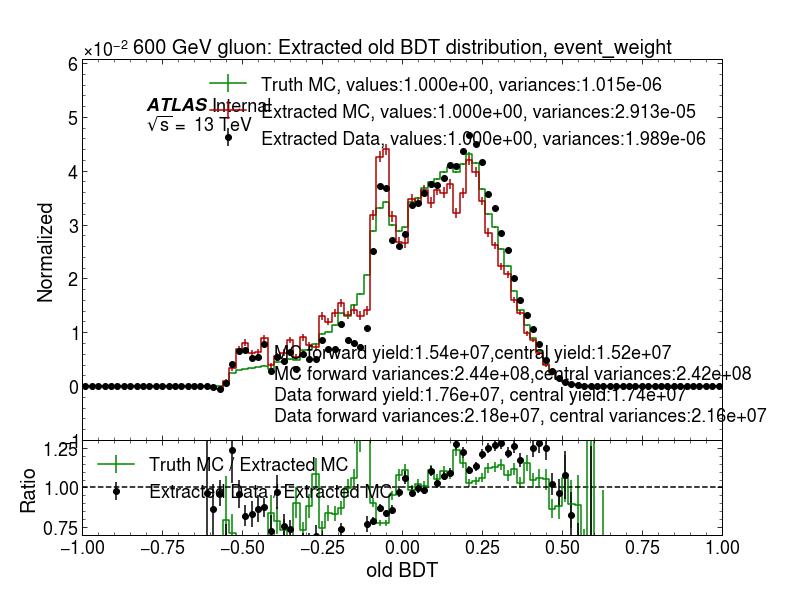 ×10⁻² 600 GeV gluon: Extracted old BDT distribution, event_weight
Truth MC, values:1.000e+00, variances:1.015e-06
ATLAS Internal
Extracted MC, values:1.000e+00, variances:2.913e-05
√s = 13 TeV
Extracted Data, values:1.000e+00, variances:1.989e-06
6
5
4
3
2
1
0
Normalized
MC forward yield:1.54e+07,central yield:1.52e+07
MC forward variances:2.44e+08,central variances:2.42e+08
Data forward yield:1.76e+07, central yield:1.74e+07
Data forward variances:2.18e+07, central variances:2.16e+07
1.25
1.00
0.75
Ratio
Truth MC / Extracted MC
Extracted Data / Extracted MC
−1.00 −0.75 −0.50 −0.25 0.00 0.25 0.50 0.75 1.00
old BDT